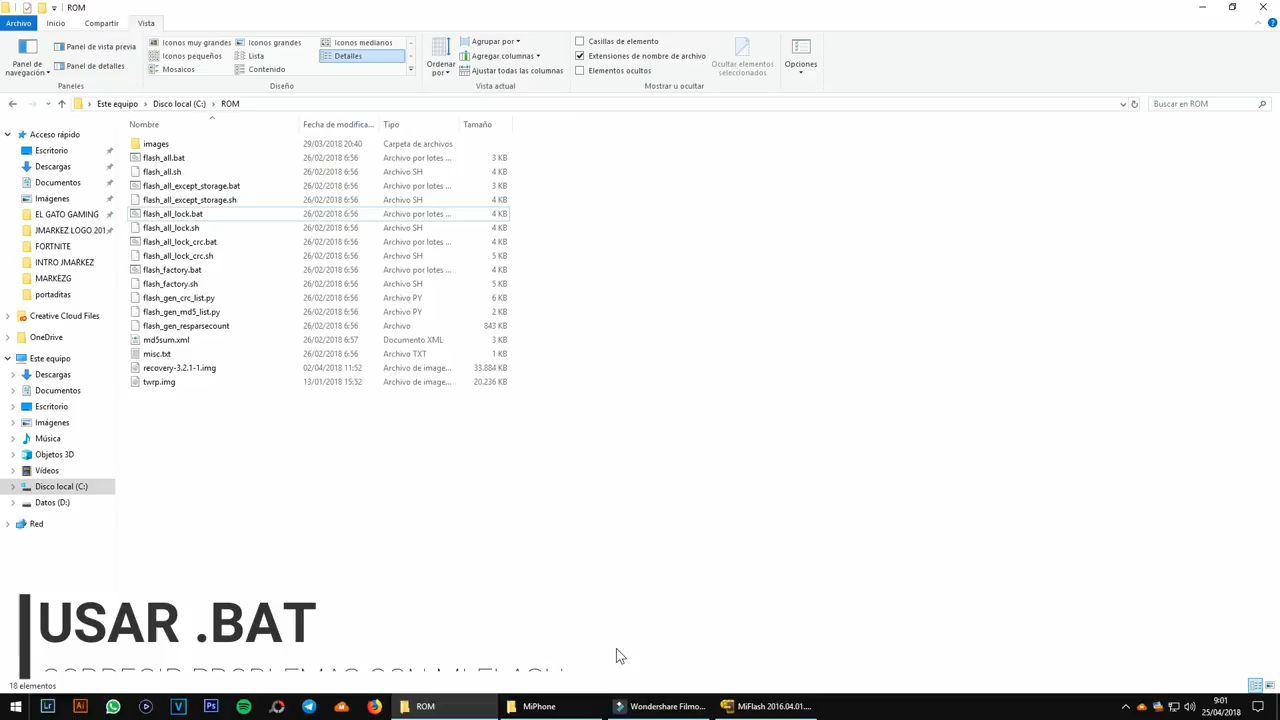 ROM
Archivo Inicio Compartir Vista
Panel de navegación
Panel de vista previa
Panel de detalles
Paneles
Iconos muy grandes Iconos grandes Iconos medianos
Iconos pequeños Lista Detalles
Mosaicos Contenido
Diseño
Ordenar por
Agrupar por
Agregar columnas
Ajustar todas las columnas
Vista actual
Casillas de elemento
Extensiones de nombre de archivo
Elementos ocultos
Ocultar elementos seleccionados
Mostrar u ocultar
Opciones
Este equipo > Disco local (C:) > ROM
Buscar en ROM
Nombre Fecha de modifica... Tipo Tamaño
images 29/03/2018 20:40 Carpeta de archivos
flash_all.bat 26/02/2018 6:56 Archivo por lotes ... 3 KB
flash_all.sh 26/02/2018 6:56 Archivo SH 4 KB
flash_all_except_storage.bat 26/02/2018 6:56 Archivo por lotes ... 3 KB
flash_all_except_storage.sh 26/02/2018 6:56 Archivo SH 4 KB
flash_all_lock.bat 26/02/2018 6:56 Archivo por lotes ... 4 KB
flash_all_lock.sh 26/02/2018 6:56 Archivo SH 4 KB
flash_all_lock_crc.bat 26/02/2018 6:56 Archivo por lotes ... 4 KB
flash_all_lock_crc.sh 26/02/2018 6:56 Archivo SH 5 KB
flash_factory.bat 26/02/2018 6:56 Archivo por lotes ... 4 KB
flash_factory.sh 26/02/2018 6:56 Archivo SH 5 KB
flash_gen_crc_list.py 26/02/2018 6:56 Archivo PY 6 KB
flash_gen_md5_list.py 26/02/2018 6:56 Archivo PY 2 KB
flash_gen_resparsecount 26/02/2018 6:56 Archivo 843 KB
md5sum.xml 26/02/2018 6:57 Documento XML 3 KB
misc.txt 26/02/2018 6:56 Archivo TXT 1 KB
recovery-3.2.1-1.img 02/04/2018 11:52 Archivo de image... 33.884 KB
twrp.img 13/01/2018 15:52 Archivo de image... 20.236 KB
Acceso rápido
Escritorio
Descargas
Documentos
Imágenes
EL GATO GAMING
JMARKEZ LOGO 201
FORTNITE
INTRO JMARKEZ
MARKEZG
portaditas
Creative Cloud Files
OneDrive
Este equipo
Descargas
Documentos
Escritorio
Imágenes
Música
Objetos 3D
Vídeos
Disco local (C:)
Datos (D:)
Red
USAR .BAT
18 elementos
Lr Ai V Ps
ROM
MiPhone
Wondershare Filmo...
MiFlash 2016.04.01....
9:01
25/04/2018